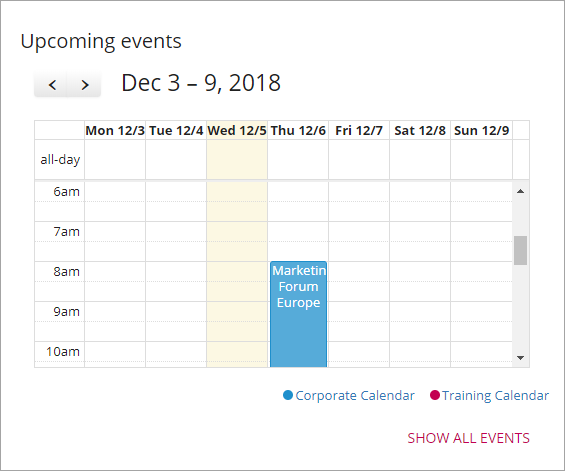 Upcoming events
Dec 3 – 9, 2018
Mon 12/3 Tue 12/4 Wed 12/5 Thu 12/6 Fri 12/7 Sat 12/8 Sun 12/9
all-day
6am
7am
8am
Marketin
Forum
Europe
9am
10am
Corporate Calendar Training Calendar
SHOW ALL EVENTS